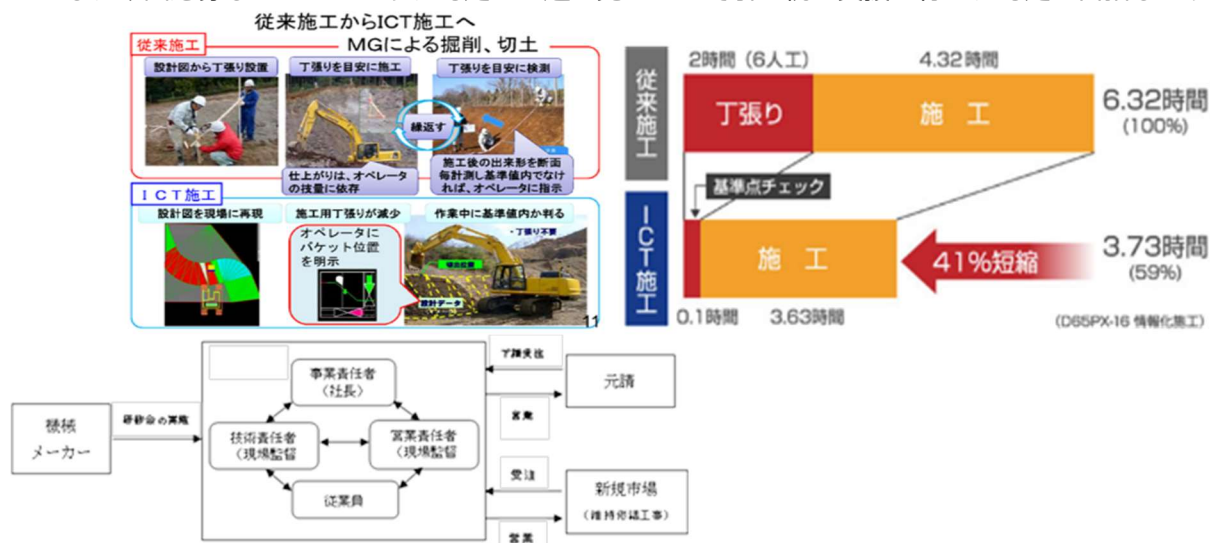 従来施工からICT施工へ
従来施工
MGによる掘削、切土
設計図から丁張り設置
丁張りを目安に施工
丁張りを目安に検測
繰返す
仕上がりは、オペレータ
の技量に依存
施工後の出来形を断面
毎計測し基準値内でなけ
れば、オペレータに指示
ICT施工
設計図を現場に再現
施工用丁張りが減少
作業中に基準値内か判る
オペレータに
バケット位置
を明示
・丁張り不要
設計データ
11
従来施工
2時間（6人工）
4.32時間
丁張り
施工
6.32時間
(100%)
基準点チェック
ICT施工
施工
41%短縮
3.73時間
(59%)
0.1時間
3.63時間
(D65PX-16 情報化施工)
機械
メーカー
研修会の実施
事業責任者
（社長）
技術責任者
（現場監督
営業責任者
（現場監督
従業員
下請受注
元請
営業
受注
新規市場
（維持修繕工事）
営業